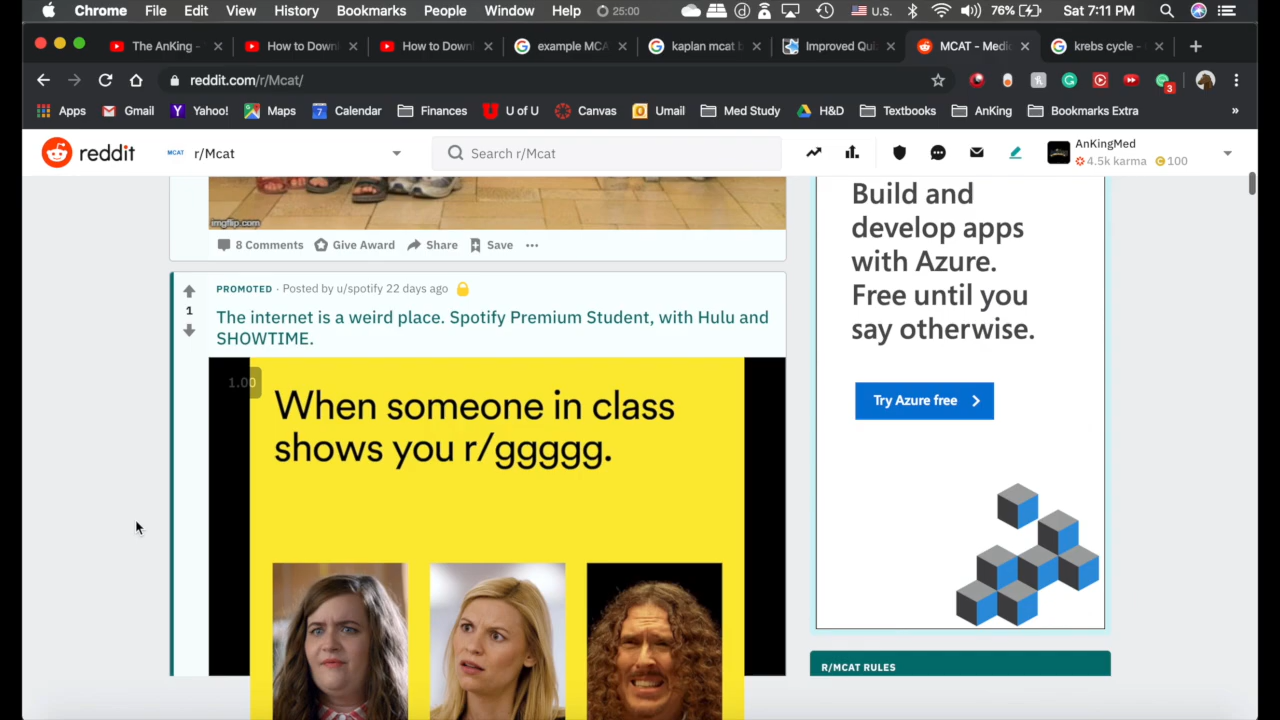 Chrome File Edit View History Bookmarks People Window Help 25:00 U.S. 76% Sat 7:11 PM
The AnKing - How to Down How to Down example MCA kaplan mcat b Improved Qui MCAT - Medic krebs cycle -
reddit.com/r/Mcat/
3
Apps Gmail Yahoo! Maps 7 Calendar Finances U of U Canvas Umail Med Study H&D Textbooks AnKing Bookmarks Extra »
reddit MCAT r/Mcat Search r/Mcat AnKingMed
4.5k karma 100
imgflip.com
8 Comments Give Award Share Save
PROMOTED · Posted by u/spotify 22 days ago
1
The internet is a weird place. Spotify Premium Student, with Hulu and
SHOWTIME.
1.00
When someone in class
shows you r/ggggg.
Build and
develop apps
with Azure.
Free until you
say otherwise.
Try Azure free
R/MCAT RULES